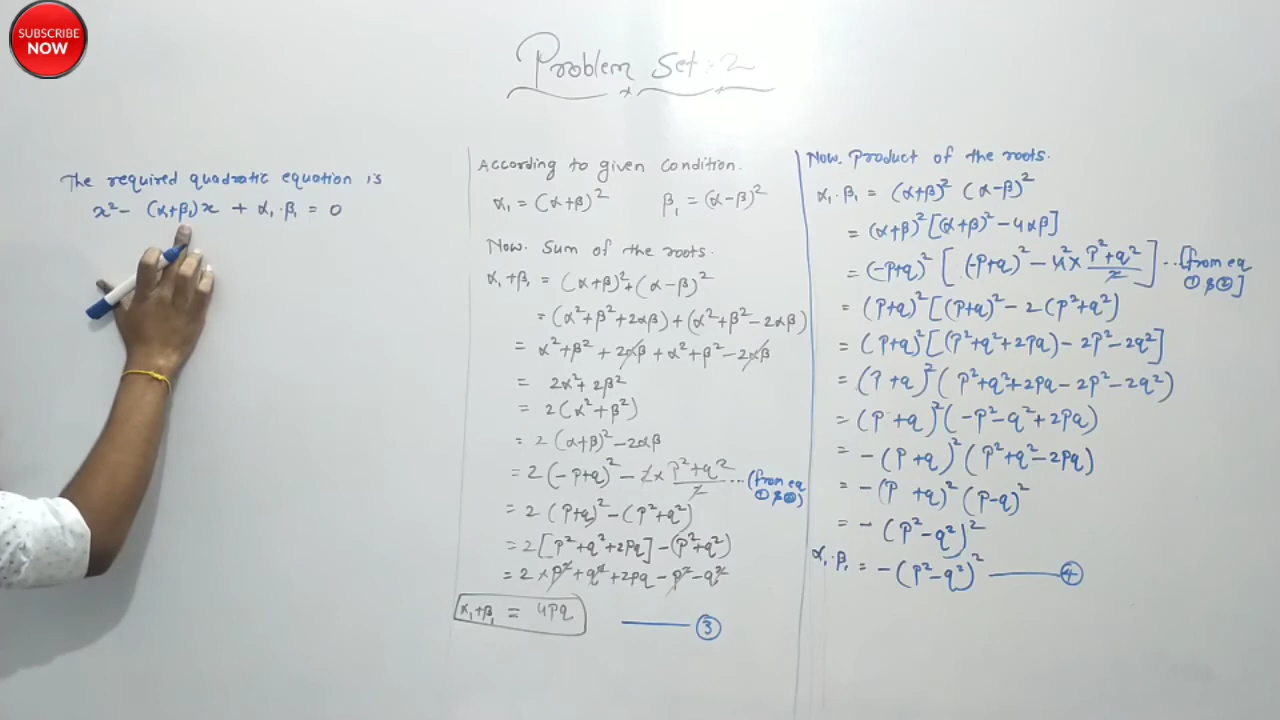 SUBSCRIBE
NOW
Problem Set:2
The required quadratic equation is
x² - (α+β₁)x + α₁.β₁ = 0
According to given condition.
α₁ = (α+β)² β₁ = (α-β)²
Now. Sum of the roots.
α₁+β₁ = (α+β)²+(α-β)²
= (α²+β²+2αβ)+(α²+β²-2αβ)
= α²+β²+2αβ+α²+β²-2αβ
= 2α²+2β²
= 2(α²+β²)
= 2(α+β)²-2αβ
= 2(-P+q)² - 2× P²+q²/2 ...(from eq ① & ②)
= 2 (P+q)²-(P²+q²)
= 2[P²+q²+2Pq]-(P²+q²)
= 2×P²+q²+2Pq-P²-q²
α₁+β₁ = 4Pq ③
Now. Product of the roots.
α₁.β₁ = (α+β)² (α-β)²
= (α+β)²[(α+β)²-4αβ]
= (-P+q)² [(-P+q)²-4²× P²+q²/2] ...[from eq ① & ②]
= (P+q)²[(P+q)²-2(P²+q²)
= (P+q)²[(P²+q²+2Pq)-2P²-2q²]
= (P+q)²(P²+q²+2Pq-2P²-2q²)
= (P+q)²(-P²-q²+2Pq)
= -(P+q)²(P²+q²-2Pq)
= -(P+q)²(P-q)²
= -(P²-q²)²
α₁.β₁ = -(P²-q²)² ④